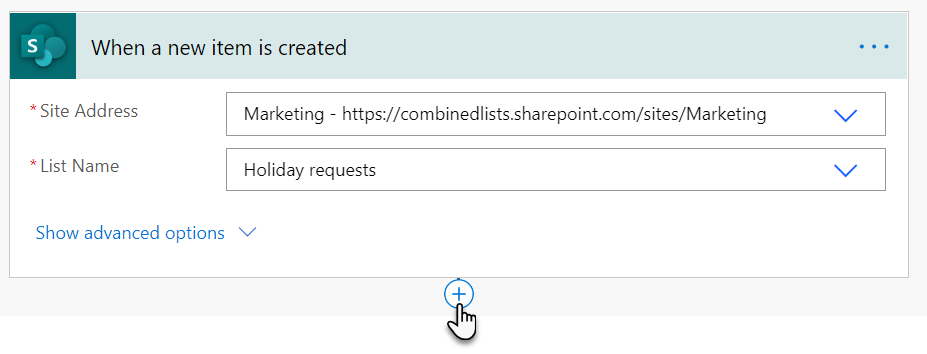 S
When a new item is created
* Site Address
Marketing - https://combinedlists.sharepoint.com/sites/Marketing
* List Name
Holiday requests
Show advanced options